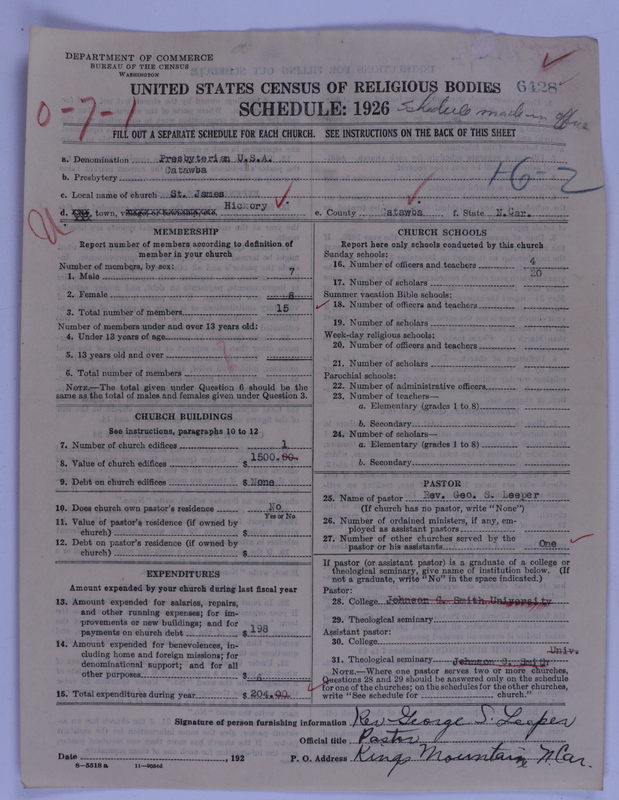 DEPARTMENT OF COMMERCE
BUREAU OF THE CENSUS
WASHINGTON
UNITED STATES CENSUS OF RELIGIOUS BODIES 6428
SCHEDULE: 1926 Schedule made in office
0-7-1
FILL OUT A SEPARATE SCHEDULE FOR EACH CHURCH. SEE INSTRUCTIONS ON THE BACK OF THIS SHEET
a. Denomination Presbyterian U.S.A.
b. Presbytery Catawba
16-2
c. Local name of church St. James
d. City, town, village or township, etc. Hickory e. County Catawba f. State N.Car.
MEMBERSHIP
Report number of members according to definition of
member in your church
Number of members, by sex:
1. Male 7
2. Female 8
3. Total number of members 15
Number of members under and over 13 years old:
4. Under 13 years of age
5. 13 years old and over
6. Total number of members
NOTE.—The total given under Question 6 should be the
same as the total of males and females given under Question 3.
CHURCH BUILDINGS
See instructions, paragraphs 10 to 12
7. Number of church edifices 1
8. Value of church edifices $ 1500.00
9. Debt on church edifices $ None
10. Does church own pastor's residence No
Yes or No
11. Value of pastor's residence (if owned by
church) $
12. Debt on pastor's residence (if owned by
church) $
EXPENDITURES
Amount expended by your church during last fiscal year
13. Amount expended for salaries, repairs,
and other running expenses; for im-
provements or new buildings; and for
payments on church debt $ 198
14. Amount expended for benevolences, in-
cluding home and foreign missions; for
denominational support; and for all
other purposes $ 6
15. Total expenditures during year $ 204.00
CHURCH SCHOOLS
Report here only schools conducted by this church
Sunday schools:
16. Number of officers and teachers 4
17. Number of scholars 20
Summer vacation Bible schools:
18. Number of officers and teachers
19. Number of scholars
Week-day religious schools:
20. Number of officers and teachers
21. Number of scholars
Parochial schools:
22. Number of administrative officers
23. Number of teachers—
a. Elementary (grades 1 to 8)
b. Secondary
24. Number of scholars—
a. Elementary (grades 1 to 8)
b. Secondary
PASTOR
25. Name of pastor Rev. Geo. S. Leeper
(If church has no pastor, write "None")
26. Number of ordained ministers, if any, em-
ployed as assistant pastors
27. Number of other churches served by the
pastor or his assistants One
If pastor (or assistant pastor) is a graduate of a college or
theological seminary, give name of institution below. (If
not a graduate, write "No" in the space indicated.)
Pastor:
28. College Johnson C. Smith University
29. Theological seminary
Assistant pastor:
30. College
Univ.
31. Theological seminary Johnson C. Smith
NOTE.—Where one pastor serves two or more churches,
Questions 28 and 29 should be answered only on the schedule
for one of the churches; on the schedules for the other churches,
write "See schedule for church."
Signature of person furnishing information Rev George S. Leeper
Official title Pastor
Date , 192 P. O. Address Kings Mountain N. Car.
8-5318 a 11-9034d